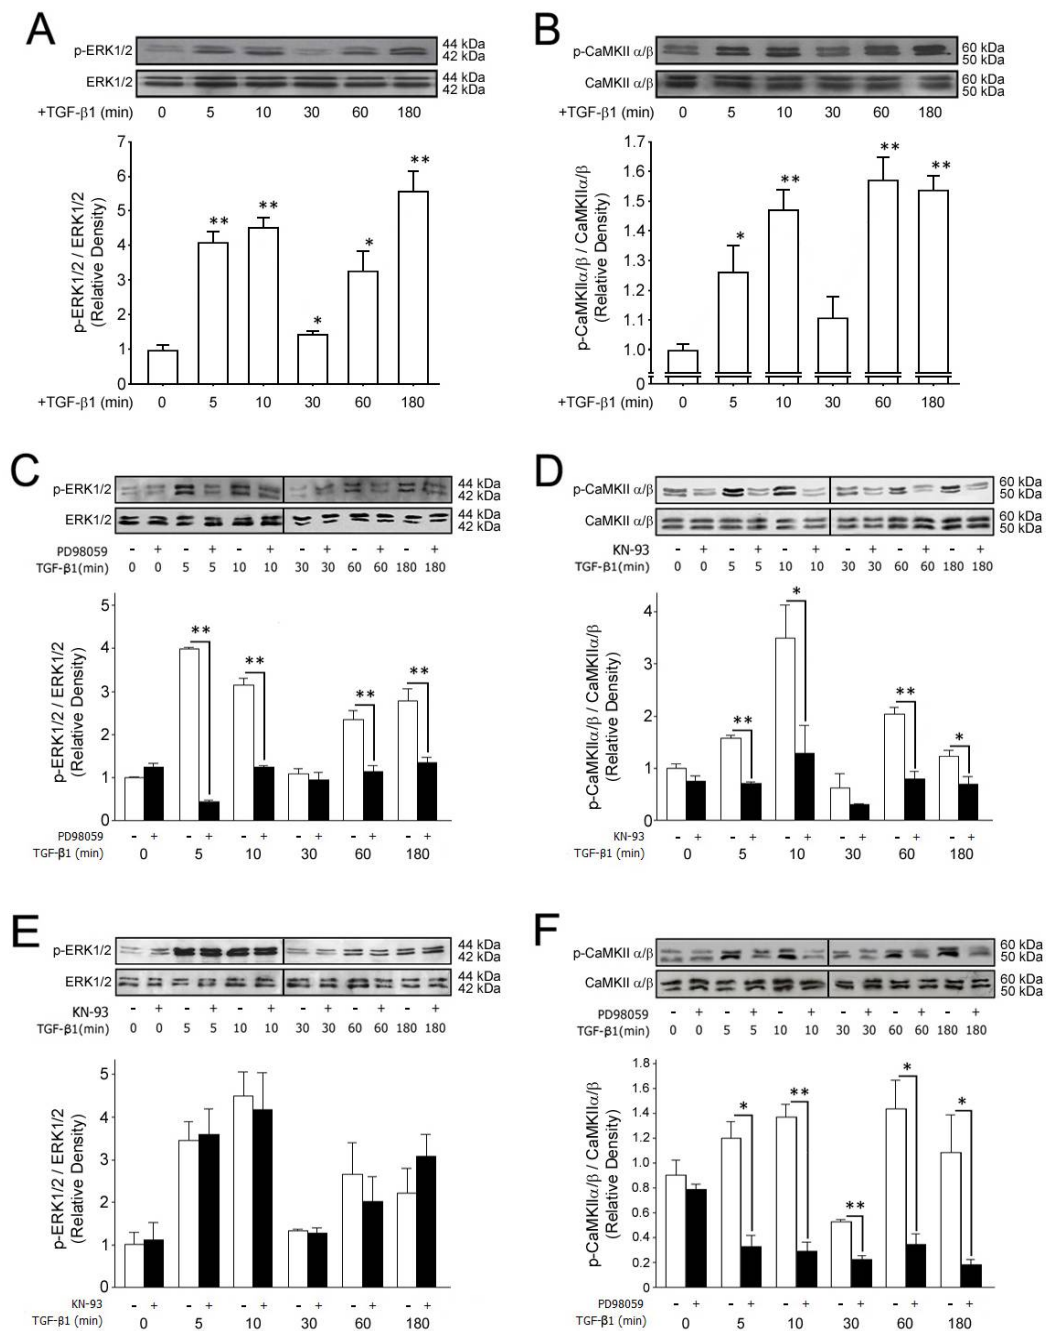 A
p-ERK1/2
44 kDa
42 kDa
ERK1/2
44 kDa
42 kDa
+TGF-β1 (min) 0 5 10 30 60 180
p-ERK1/2 / ERK1/2
(Relative Density)
7
6
5
4
3
2
1
0
** ** * * **
+TGF-β1 (min) 0 5 10 30 60 180
B
p-CaMKII α/β
60 kDa
50 kDa
CaMKII α/β
60 kDa
50 kDa
+TGF-β1 (min) 0 5 10 30 60 180
p-CaMKIIα/β / CaMKIIα/β
(Relative Density)
1.7
1.6
1.5
1.4
1.3
1.2
1.1
1.0
0
* ** ** **
+TGF-β1 (min) 0 5 10 30 60 180
C
p-ERK1/2
44 kDa
42 kDa
ERK1/2
44 kDa
42 kDa
PD98059 - + - + - + - + - + - +
TGF-β1(min) 0 0 5 5 10 10 30 30 60 60 180 180
p-ERK1/2 / ERK1/2
(Relative Density)
5
4
3
2
1
0
** ** ** **
PD98059 - + - + - + - + - + - +
TGF-β1 (min) 0 5 10 30 60 180
D
p-CaMKII α/β
60 kDa
50 kDa
CaMKII α/β
60 kDa
50 kDa
KN-93 - + - + - + - + - + - +
TGF-β1(min) 0 0 5 5 10 10 30 30 60 60 180 180
p-CaMKIIα/β / CaMKIIα/β
(Relative Density)
4
3
2
1
0
** * ** *
KN-93 - + - + - + - + - + - +
TGF-β1 (min) 0 5 10 30 60 180
E
p-ERK1/2
44 kDa
42 kDa
ERK1/2
44 kDa
42 kDa
KN-93 - + - + - + - + - + - +
TGF-β1(min) 0 0 5 5 10 10 30 30 60 60 180 180
p-ERK1/2 / ERK1/2
(Relative Density)
5
4
3
2
1
0
KN-93 - + - + - + - + - + - +
TGF-β1 (min) 0 5 10 30 60 180
F
p-CaMKII α/β
60 kDa
50 kDa
CaMKII α/β
60 kDa
50 kDa
PD98059 - + - + - + - + - + - +
TGF-β1(min) 0 0 5 5 10 10 30 30 60 60 180 180
p-CaMKIIα/β / CaMKIIα/β
(Relative Density)
1.8
1.6
1.4
1.2
1.0
0.8
0.6
0.4
0.2
0
* ** ** * *
PD98059 - + - + - + - + - + - +
TGF-β1 (min) 0 5 10 30 60 180